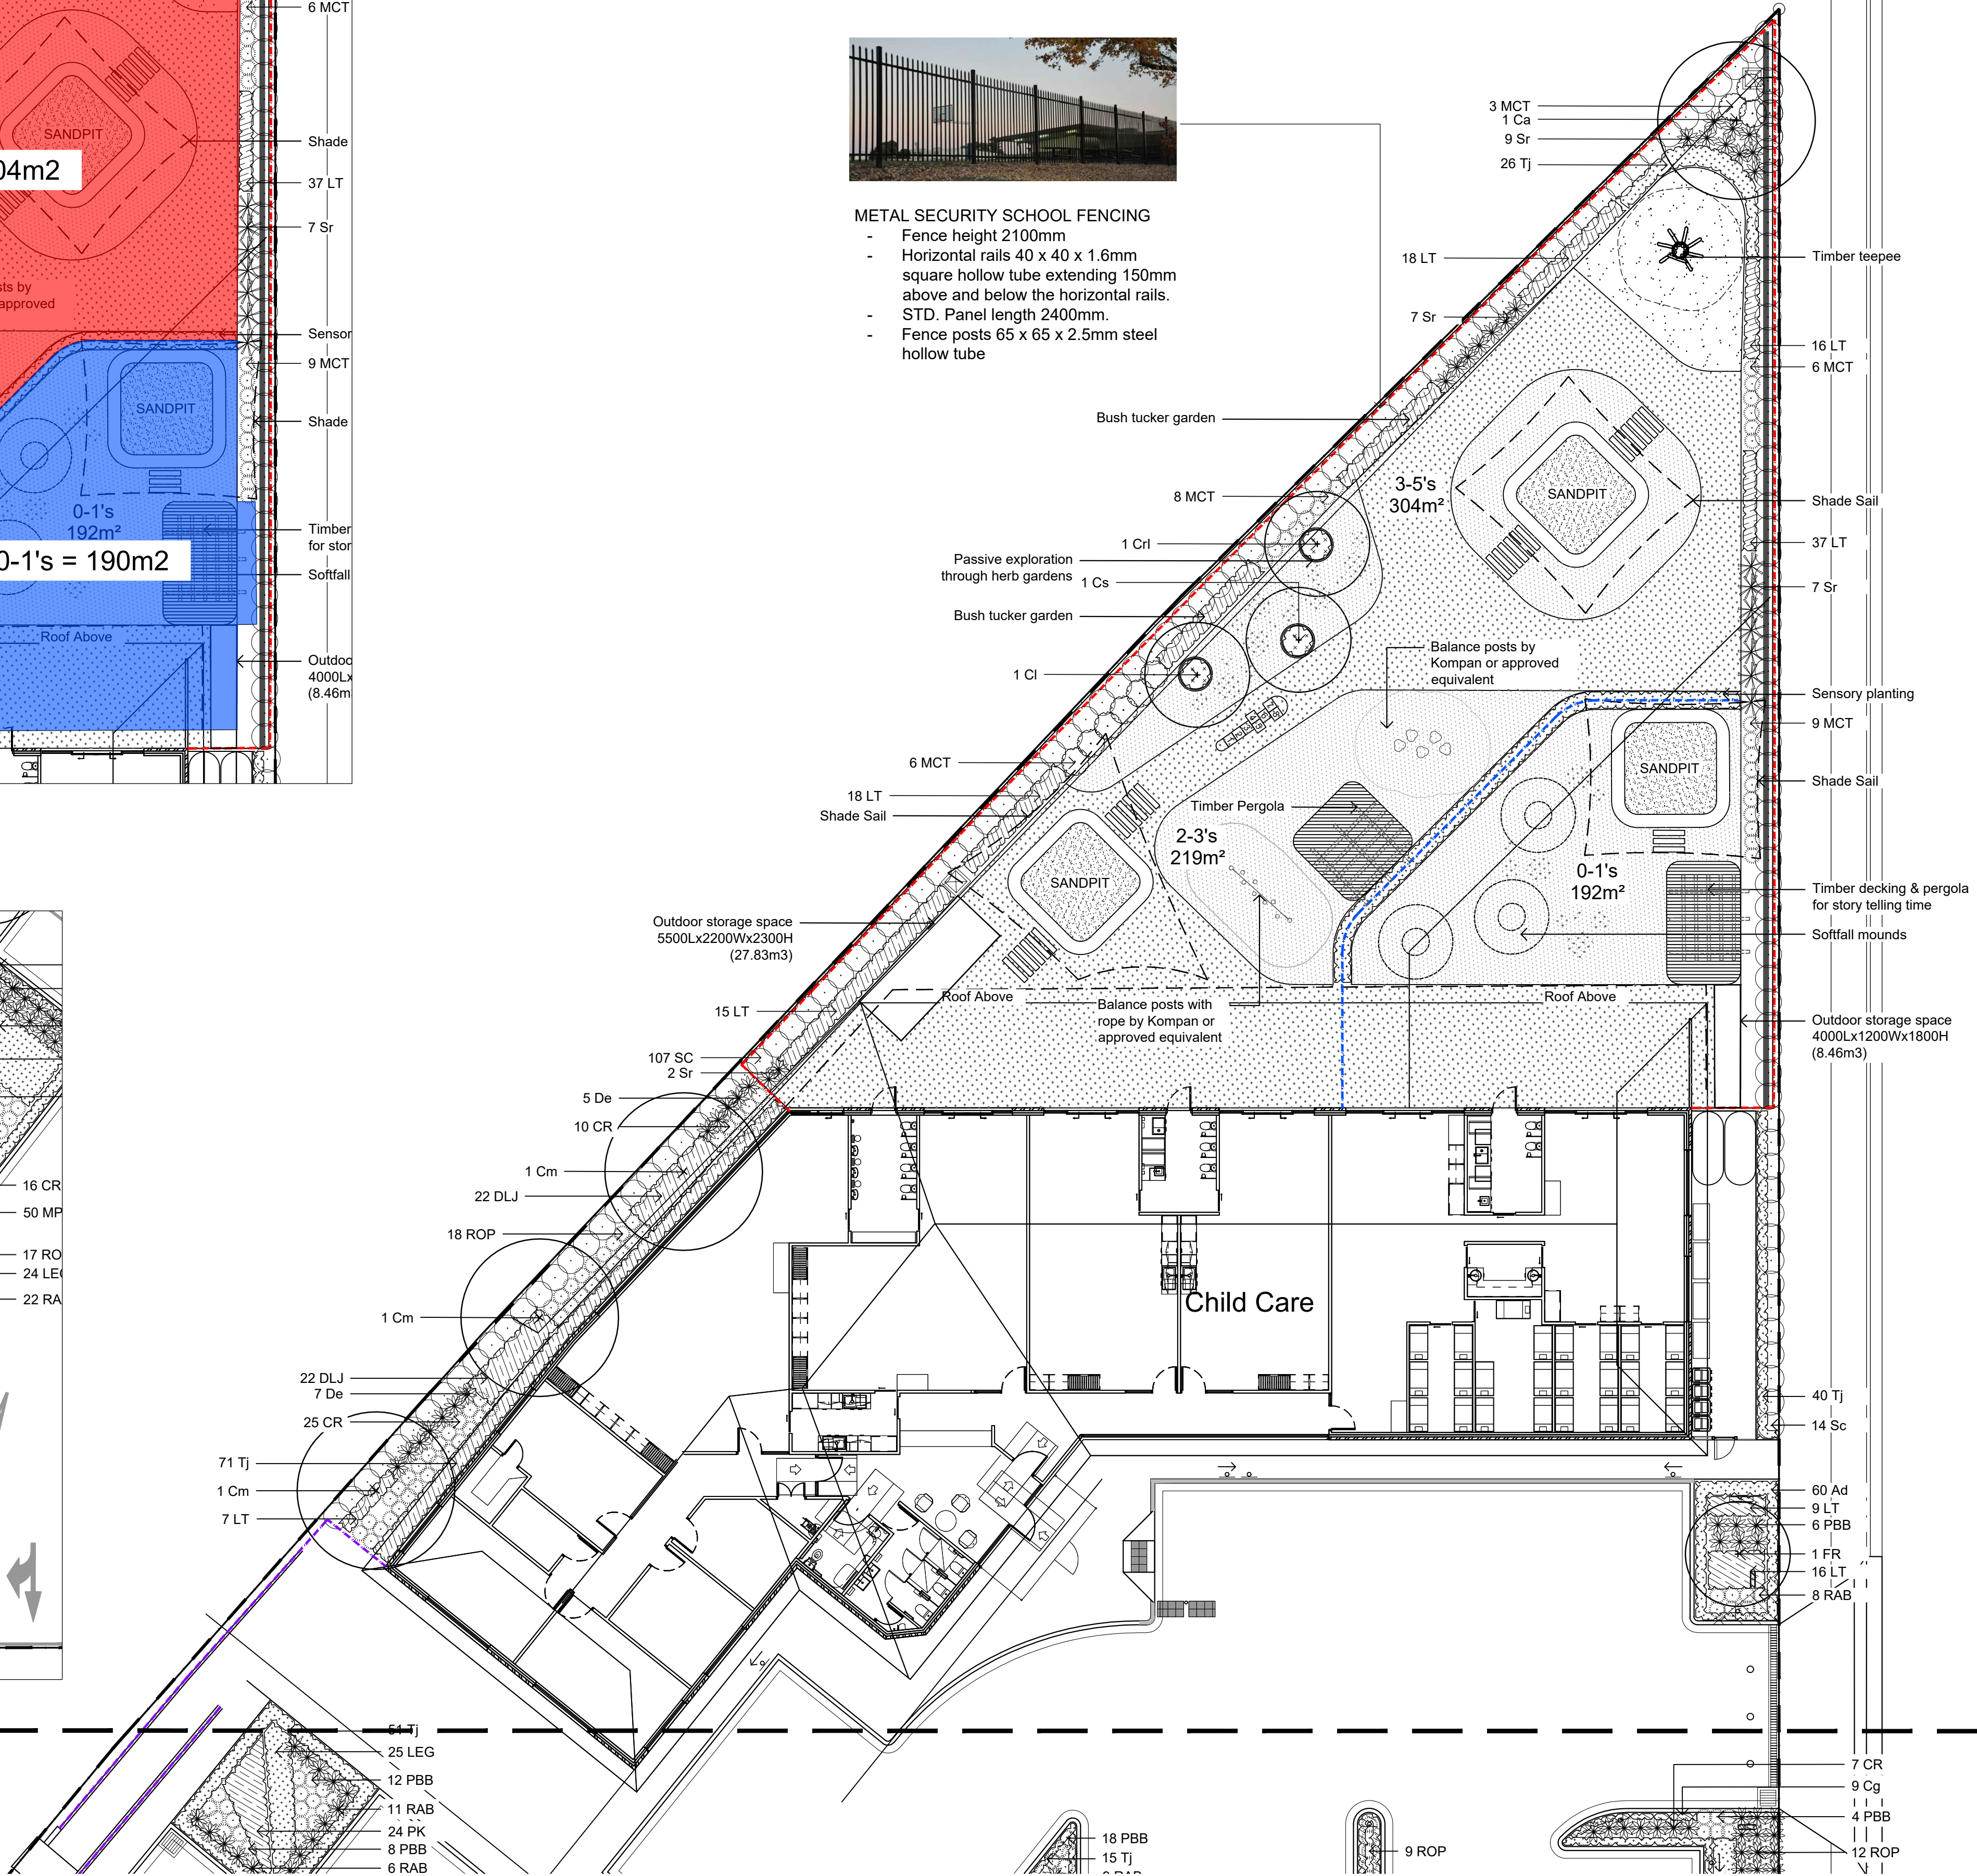 6 MCT
SANDPIT
Shade
04m2
37 LT
7 Sr
sts by
approved
Sensor
9 MCT
SANDPIT
Shade
0-1's
192m²
Timber
for stor
0-1's = 190m2
Softfall
Roof Above
Outdoo
4000Lx
(8.46m
16 CR
50 MP
17 RO
24 LE
22 RA
METAL SECURITY SCHOOL FENCING
- Fence height 2100mm
- Horizontal rails 40 x 40 x 1.6mm
square hollow tube extending 150mm
above and below the horizontal rails.
- STD. Panel length 2400mm.
- Fence posts 65 x 65 x 2.5mm steel
hollow tube
3 MCT
1 Ca
9 Sr
26 Tj
18 LT
7 Sr
Bush tucker garden
8 MCT
1 Crl
Passive exploration
through herb gardens
1 Cs
Bush tucker garden
1 Cl
6 MCT
18 LT
Shade Sail
Outdoor storage space
5500Lx2200Wx2300H
(27.83m3)
15 LT
107 SC
2 Sr
5 De
10 CR
1 Cm
22 DLJ
18 ROP
1 Cm
22 DLJ
7 De
25 CR
71 Tj
1 Cm
7 LT
3-5's
304m²
SANDPIT
Balance posts by
Kompan or approved
equivalent
Timber Pergola
2-3's
219m²
SANDPIT
SANDPIT
0-1's
192m²
Roof Above
Balance posts with
rope by Kompan or
approved equivalent
Roof Above
Child Care
Timber teepee
16 LT
6 MCT
Shade Sail
37 LT
7 Sr
Sensory planting
9 MCT
Shade Sail
Timber decking & pergola
for story telling time
Softfall mounds
Outdoor storage space
4000Lx1200Wx1800H
(8.46m3)
40 Tj
14 Sc
60 Ad
9 LT
6 PBB
1 FR
16 LT
8 RAB
51 Tj
25 LEG
12 PBB
11 RAB
24 PK
8 PBB
6 RAB
18 PBB
15 Tj
9 ROP
7 CR
9 Cg
4 PBB
12 ROP